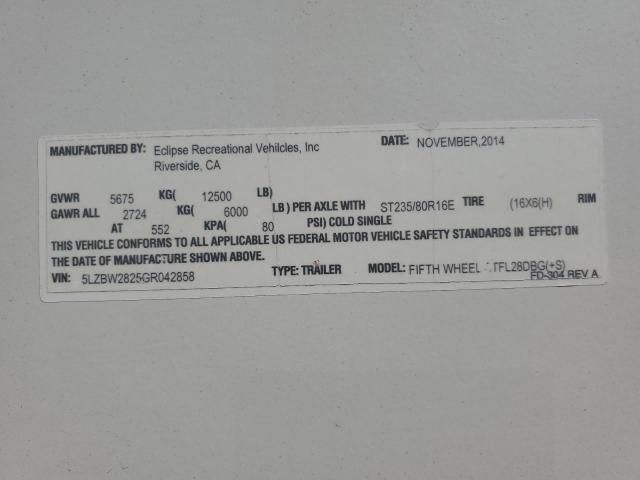 MANUFACTURED BY: Eclipse Recreational Vehilcles, Inc DATE: NOVEMBER,2014
Riverside, CA
GVWR 5675 KG( 12500 LB)
GAWR ALL 2724 KG( 6000 LB ) PER AXLE WITH ST235/80R16E TIRE (16X6(H) RIM
AT 552 KPA( 80 PSI) COLD SINGLE
THIS VEHICLE CONFORMS TO ALL APPLICABLE US FEDERAL MOTOR VEHICLE SAFETY STANDARDS IN EFFECT ON
THE DATE OF MANUFACTURE SHOWN ABOVE.
VIN: 5LZBW2825GR042858 TYPE: TRAILER MODEL: FIFTH WHEEL TFL28DBG(+S)
FD-304 REV A